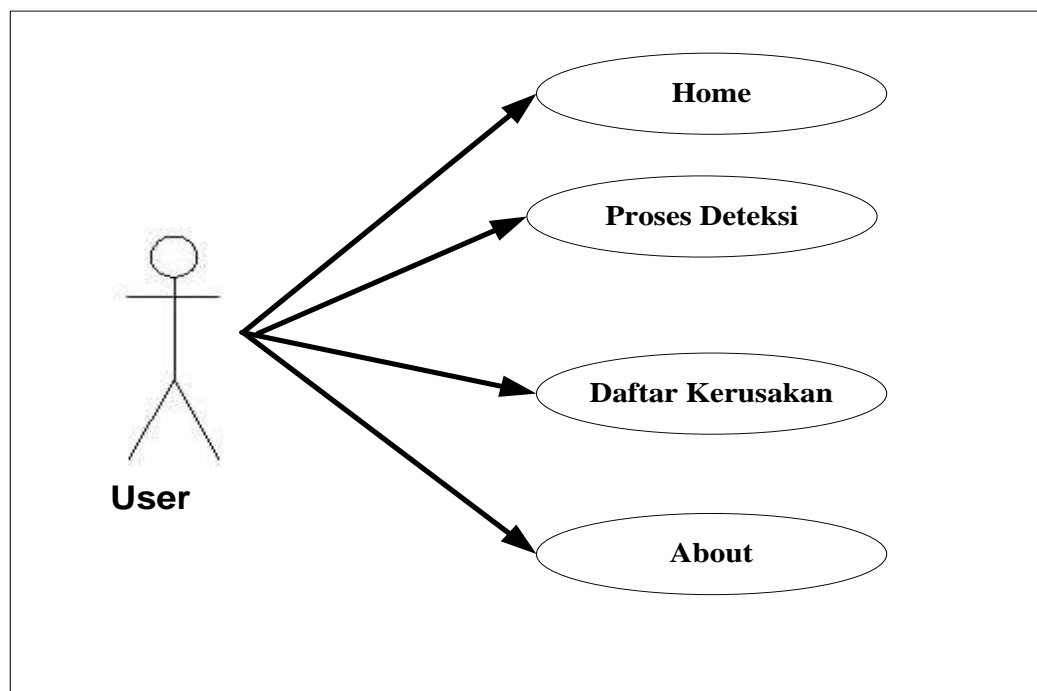 Home
Proses Deteksi
Daftar Kerusakan
User
About